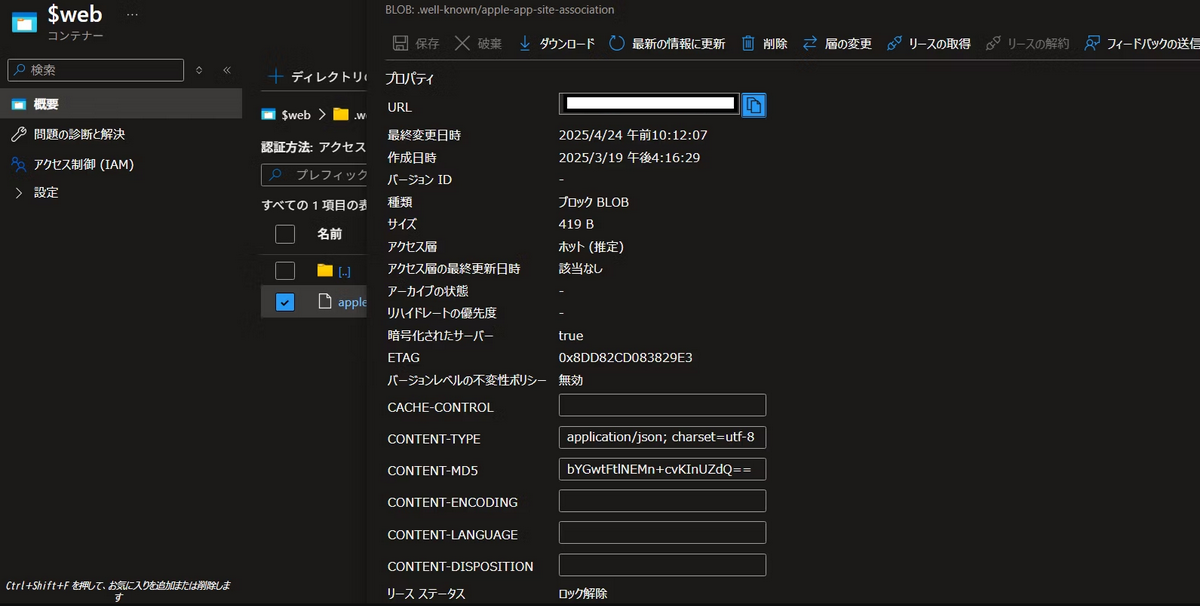 $web
コンテナー
検索
概要
問題の診断と解決
アクセス制御 (IAM)
設定
Ctrl+Shift+F を押して、お気に入りを追加または削除しま
す
ディレクトリの
$web
認証方法: アクセス
プレフィック
すべての 1 項目の表
名前
[..]
apple
BLOB: .well-known/apple-app-site-association
保存 破棄 ダウンロード 最新の情報に更新 削除 層の変更 リースの取得 リースの解約 フィードバックの送信
プロパティ
URL
最終変更日時 2025/4/24 午前10:12:07
作成日時 2025/3/19 午後4:16:29
バージョン ID -
種類 ブロック BLOB
サイズ 419 B
アクセス層 ホット (推定)
アクセス層の最終更新日時 該当なし
アーカイブの状態 -
リハイドレートの優先度 -
暗号化されたサーバー true
ETAG 0x8DD82CD083829E3
バージョンレベルの不変性ポリシー 無効
CACHE-CONTROL
CONTENT-TYPE application/json; charset=utf-8
CONTENT-MD5 bYGwtFtlNEMn+cvKInUZdQ==
CONTENT-ENCODING
CONTENT-LANGUAGE
CONTENT-DISPOSITION
リース ステータス ロック解除